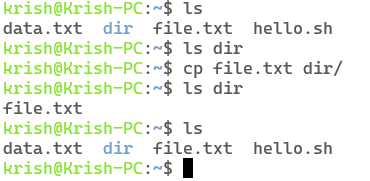 krish@Krish-PC:~$ ls
data.txt  dir  file.txt  hello.sh
krish@Krish-PC:~$ ls dir
krish@Krish-PC:~$ cp file.txt dir/
krish@Krish-PC:~$ ls dir
file.txt
krish@Krish-PC:~$ ls
data.txt  dir  file.txt  hello.sh
krish@Krish-PC:~$